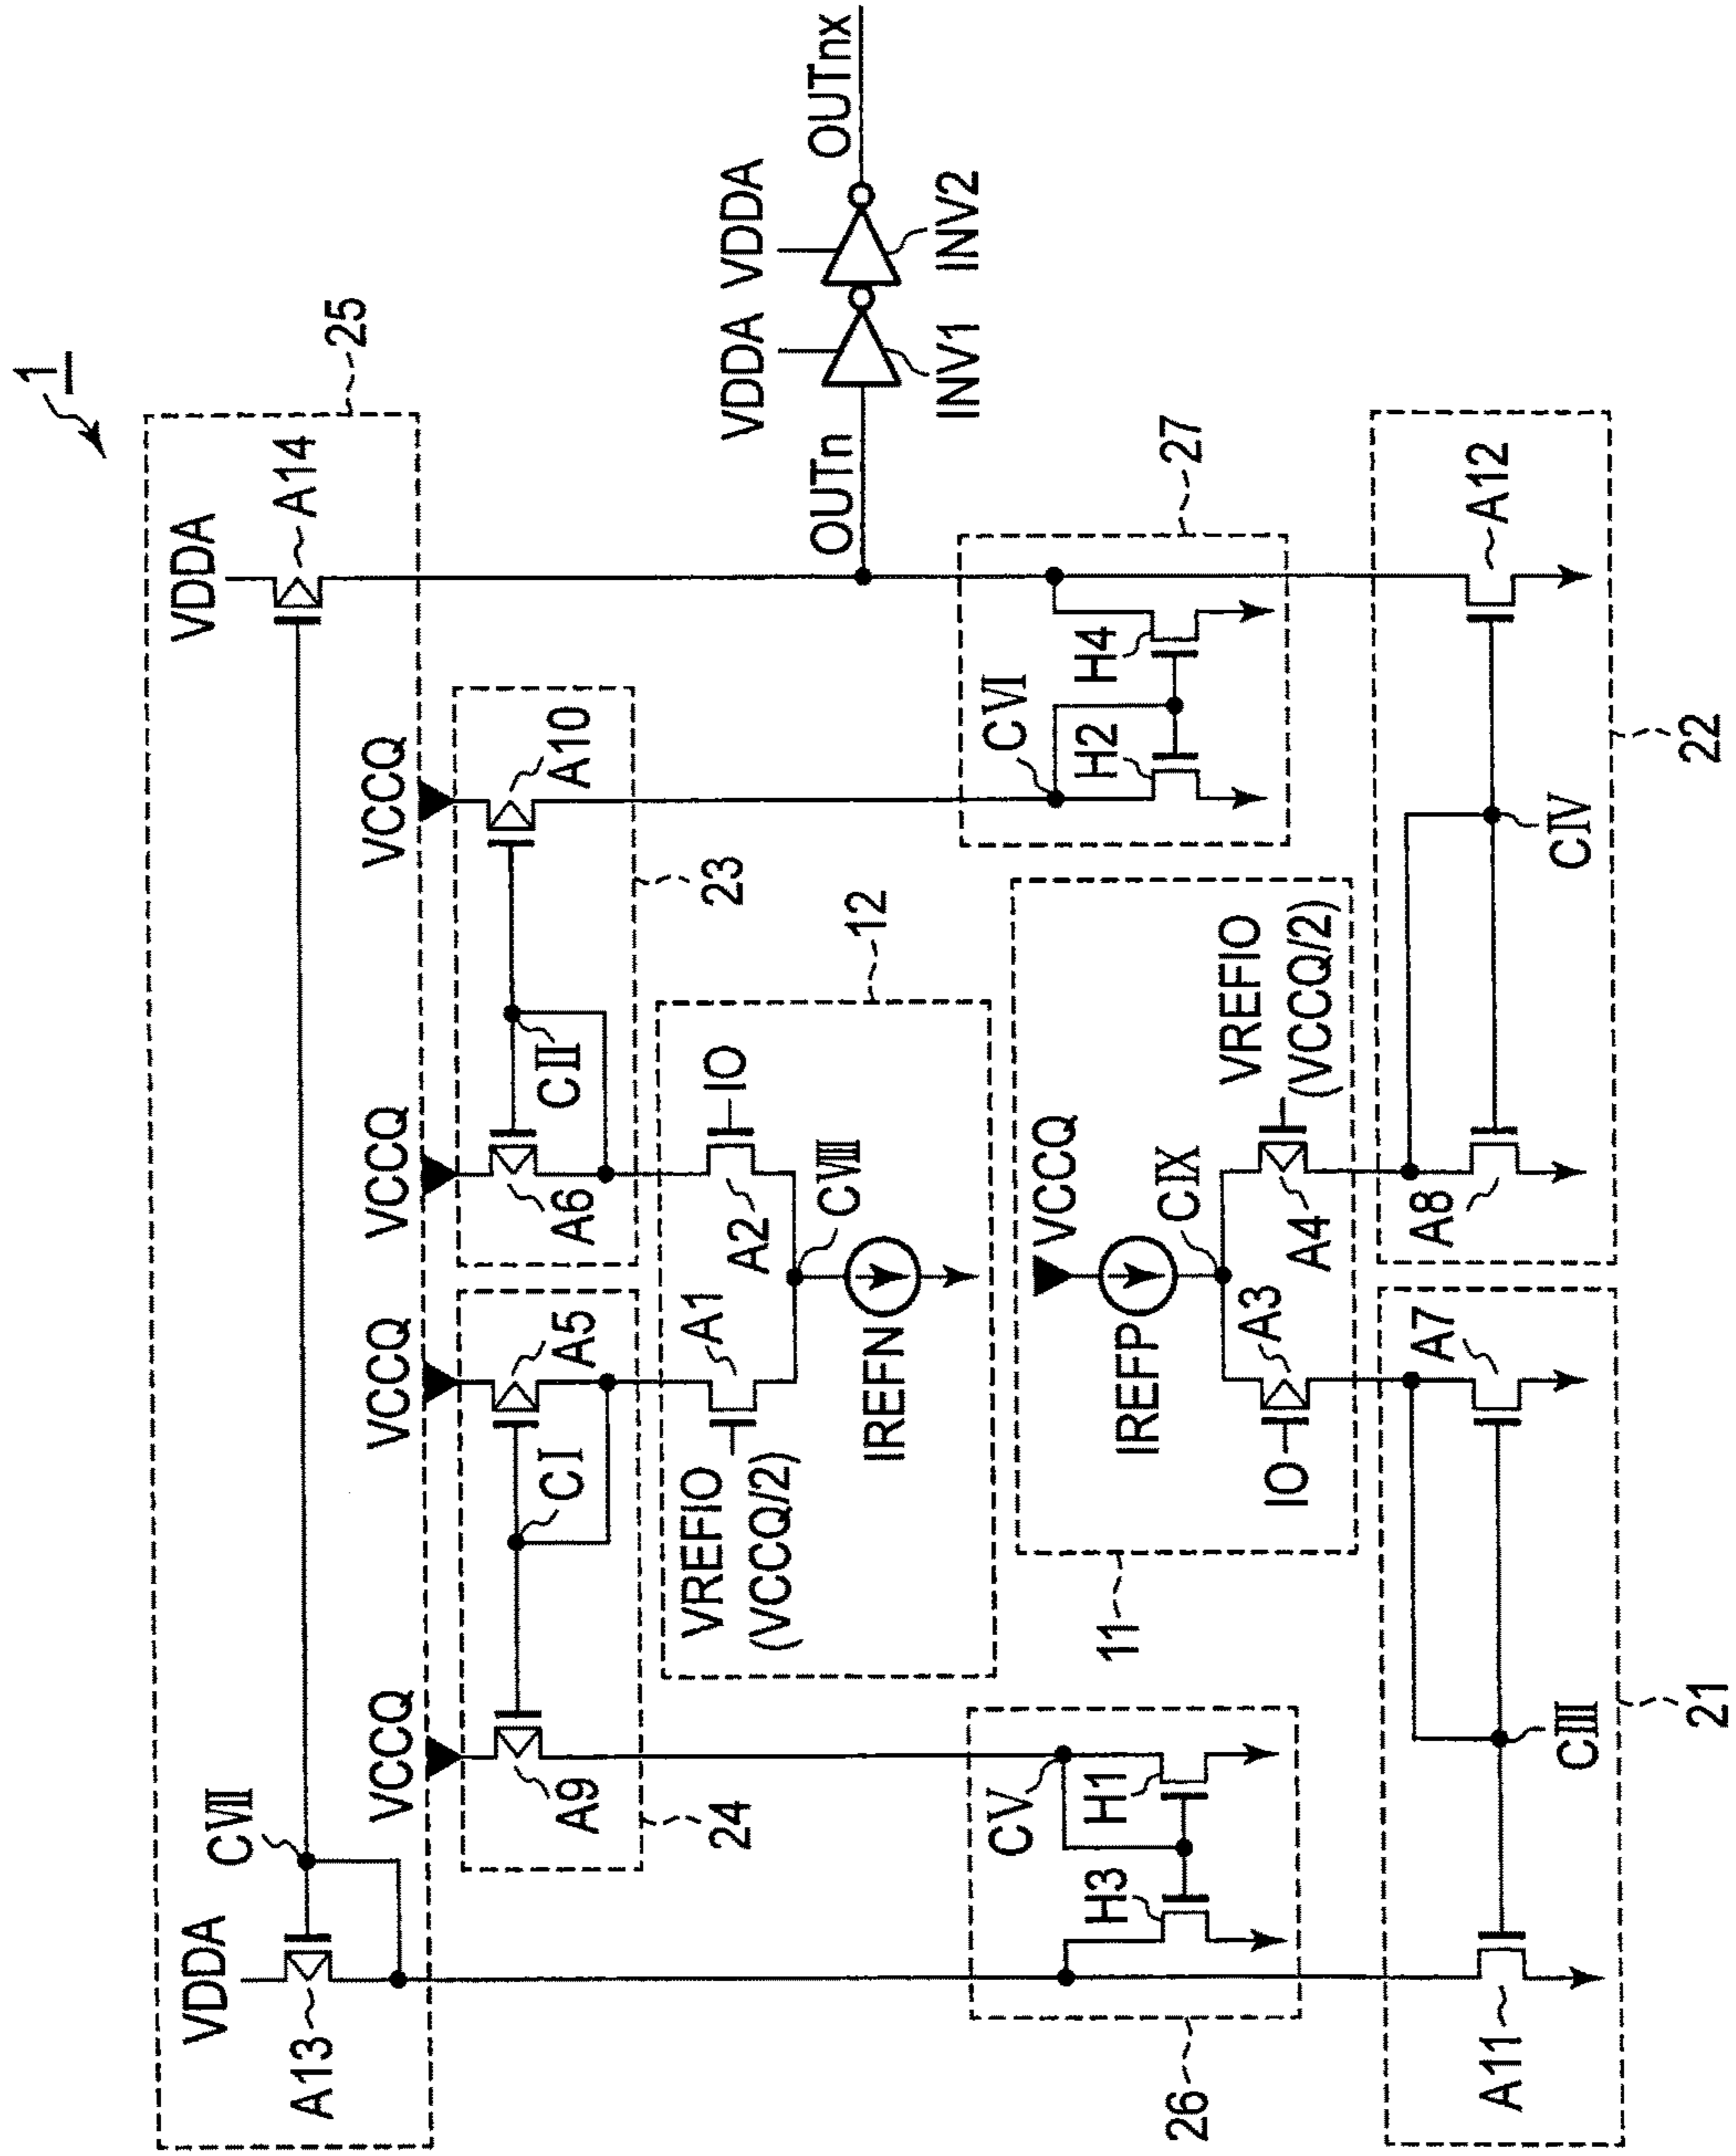 1
25
VDDA
A14
VDDA
A13
CⅦ
VCCQ
VCCQ
VCCQ
VCCQ
A9
A5
A6
A10
CⅠ
CⅡ
24
23
VDDA
VDDA
OUTn
OUTnx
INV1
INV2
12
VREFIO
(VCCQ/2)
A1
A2
IO
CⅧ
IREFN
CⅤ
H3
H1
26
CⅥ
H2
H4
27
11
VCCQ
IREFP
CⅨ
IO
A3
A4
VREFIO
(VCCQ/2)
A11
A7
CⅢ
21
A8
A12
CⅣ
22